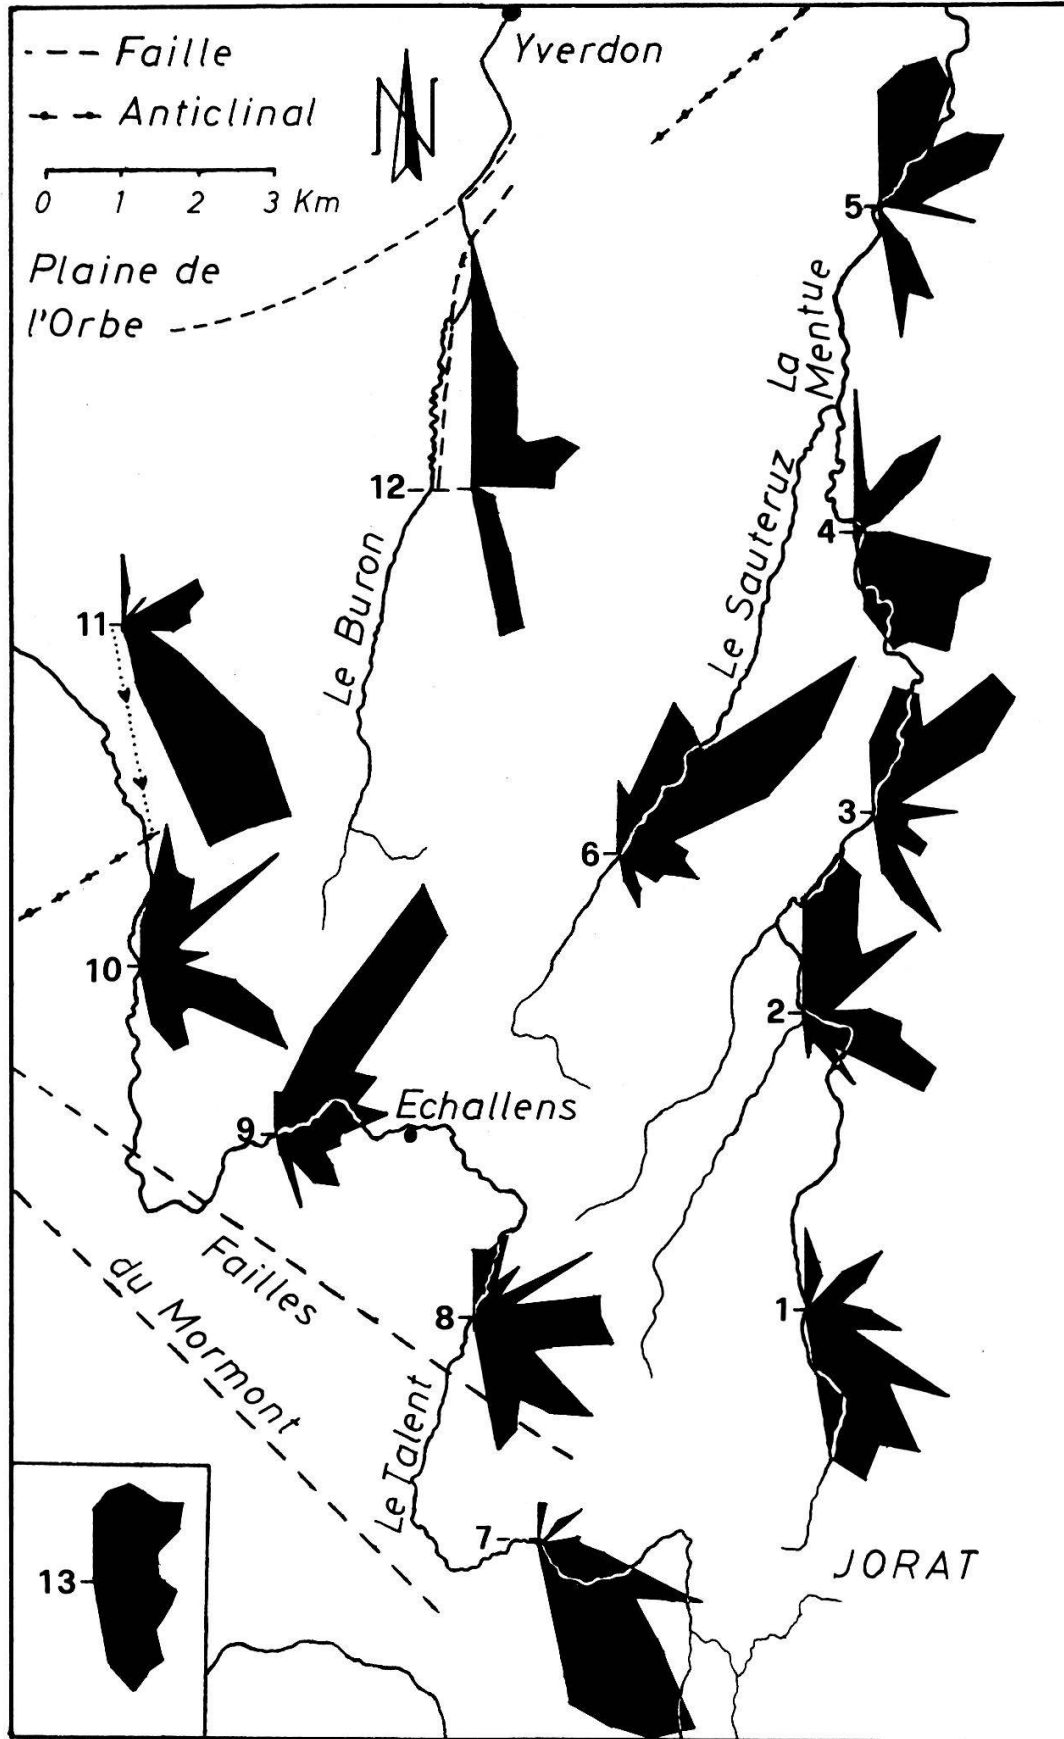 Faille
Yverdon
Anticlinal
N
0 1 2 3 Km
Plaine de
l'Orbe
5
La
Mentue
12
Le Buron
Le Sauteruz
4
11
3
6
10
2
9
Echallens
Failles
du Mormont
8
1
Le Talent
7
JORAT
13